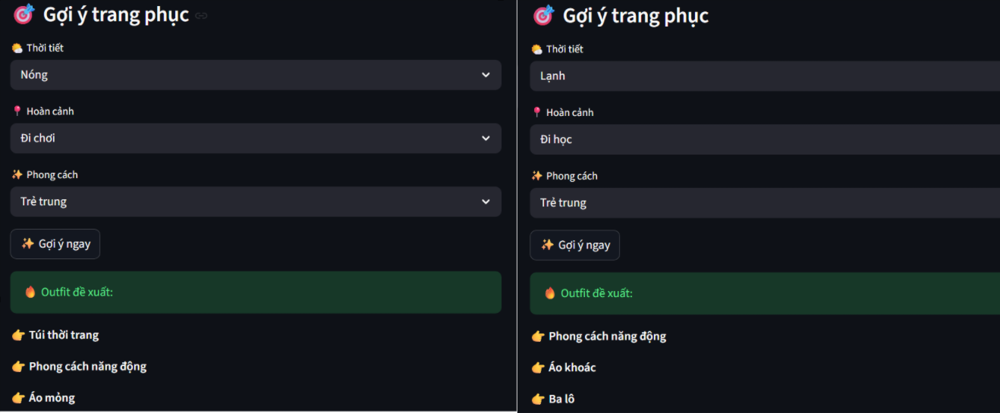 🎯 Gợi ý trang phục
🌤️ Thời tiết
Nóng
📍 Hoàn cảnh
Đi chơi
✨ Phong cách
Trẻ trung
✨ Gợi ý ngay
🔥 Outfit đề xuất:
👉 Túi thời trang
👉 Phong cách năng động
👉 Áo mỏng
🎯 Gợi ý trang phục
🌤️ Thời tiết
Lạnh
📍 Hoàn cảnh
Đi học
✨ Phong cách
Trẻ trung
✨ Gợi ý ngay
🔥 Outfit đề xuất:
👉 Phong cách năng động
👉 Áo khoác
👉 Ba lô